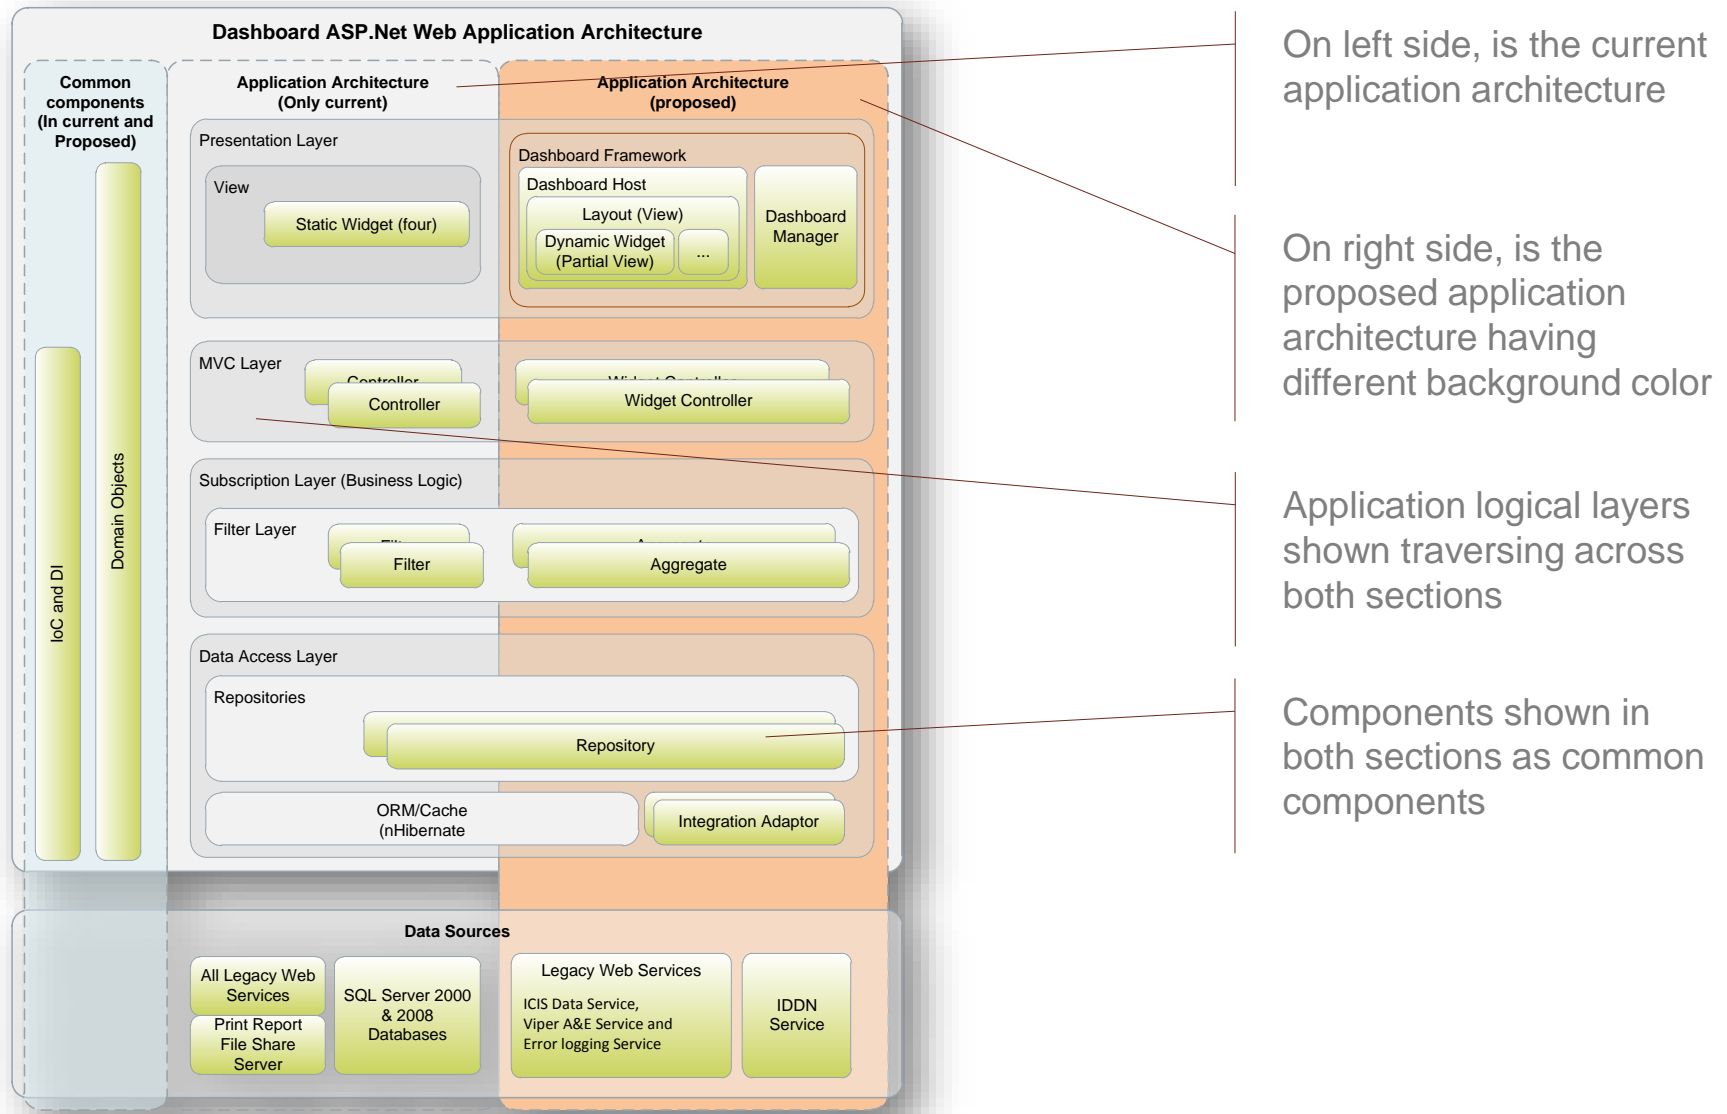 Dashboard ASP.Net Web Application Architecture
Common
components
(In current and
Proposed)
Application Architecture
(Only current)
Application Architecture
(proposed)
IoC and DI
Domain Objects
Presentation Layer
View
Static Widget (four)
Dashboard Framework
Dashboard Host
Layout (View)
Dynamic Widget
(Partial View)
...
Dashboard
Manager
MVC Layer
Controller
Controller
Widget Controller
Widget Controller
Subscription Layer (Business Logic)
Filter Layer
Filter
Filter
Aggregate
Aggregate
Data Access Layer
Repositories
Repository
ORM/Cache
(nHibernate
Integration Adaptor
Data Sources
All Legacy Web
Services
Print Report
File Share
Server
SQL Server 2000
& 2008
Databases
Legacy Web Services
ICIS Data Service,
Viper A&E Service and
Error logging Service
IDDN
Service
On left side, is the current
application architecture
On right side, is the
proposed application
architecture having
different background color
Application logical layers
shown traversing across
both sections
Components shown in
both sections as common
components